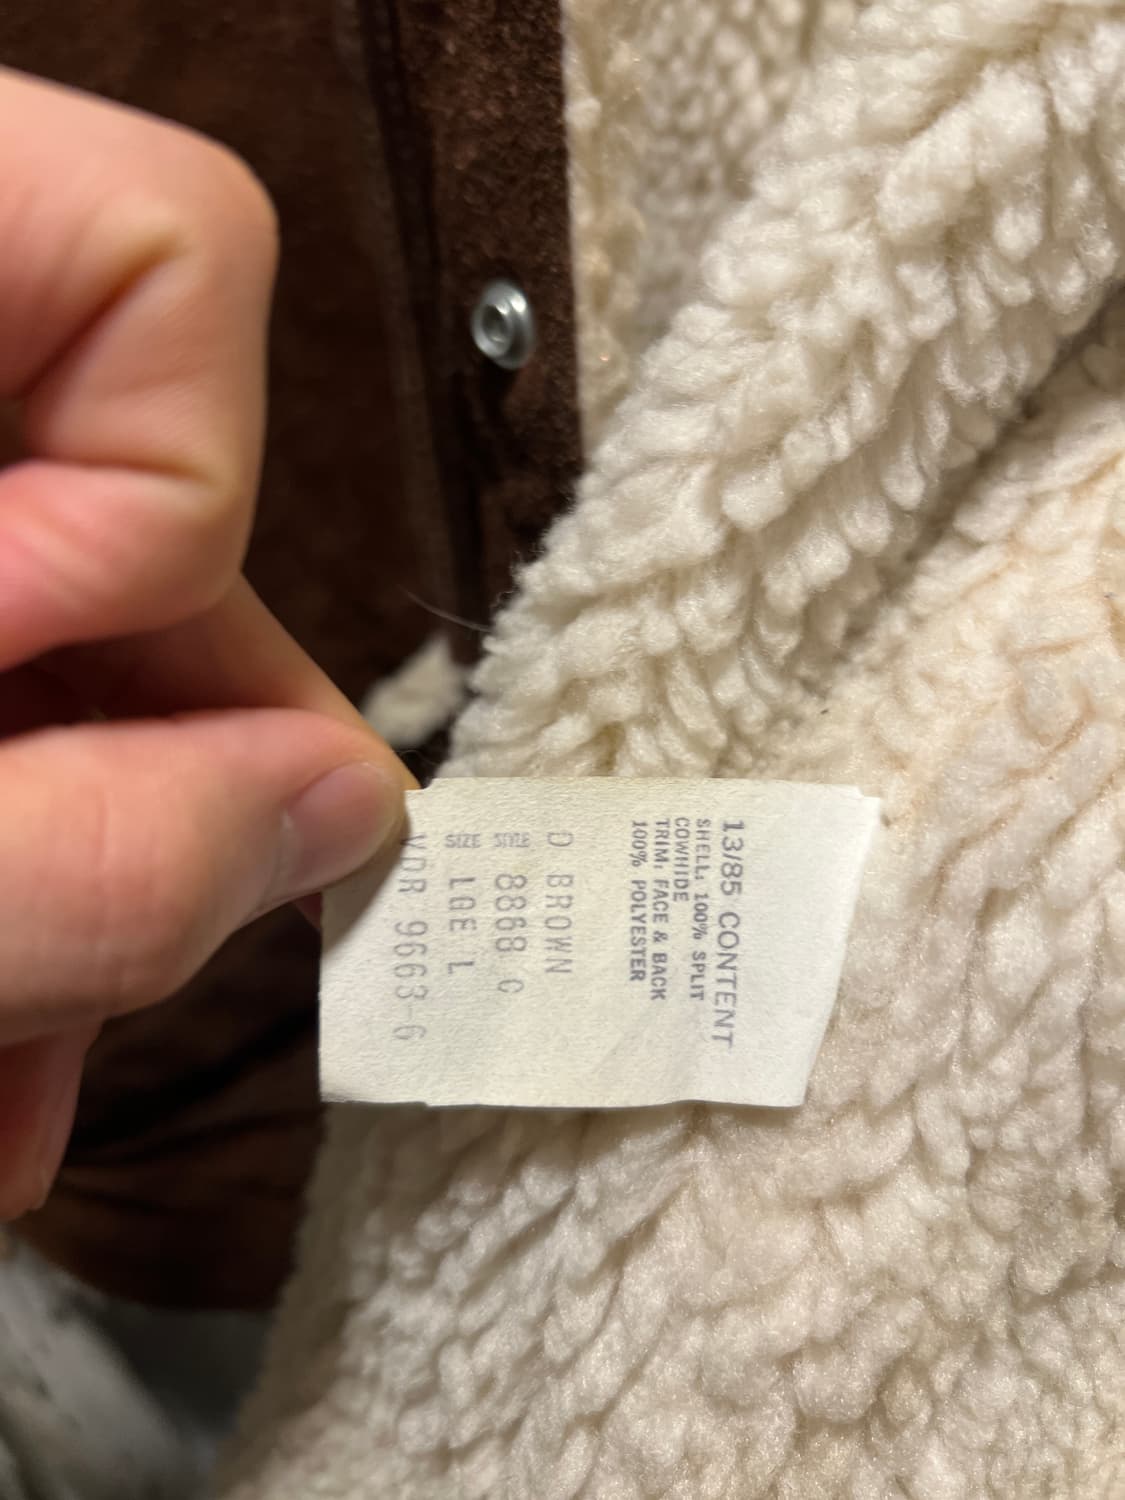 13/85 CONTENT
SHELL: 100% SPLIT
COWHIDE
TRIM: FACE & BACK
100% POLYESTER
D BROWN
STYLE 8868 C
SIZE LGE L
VDR 9663-6